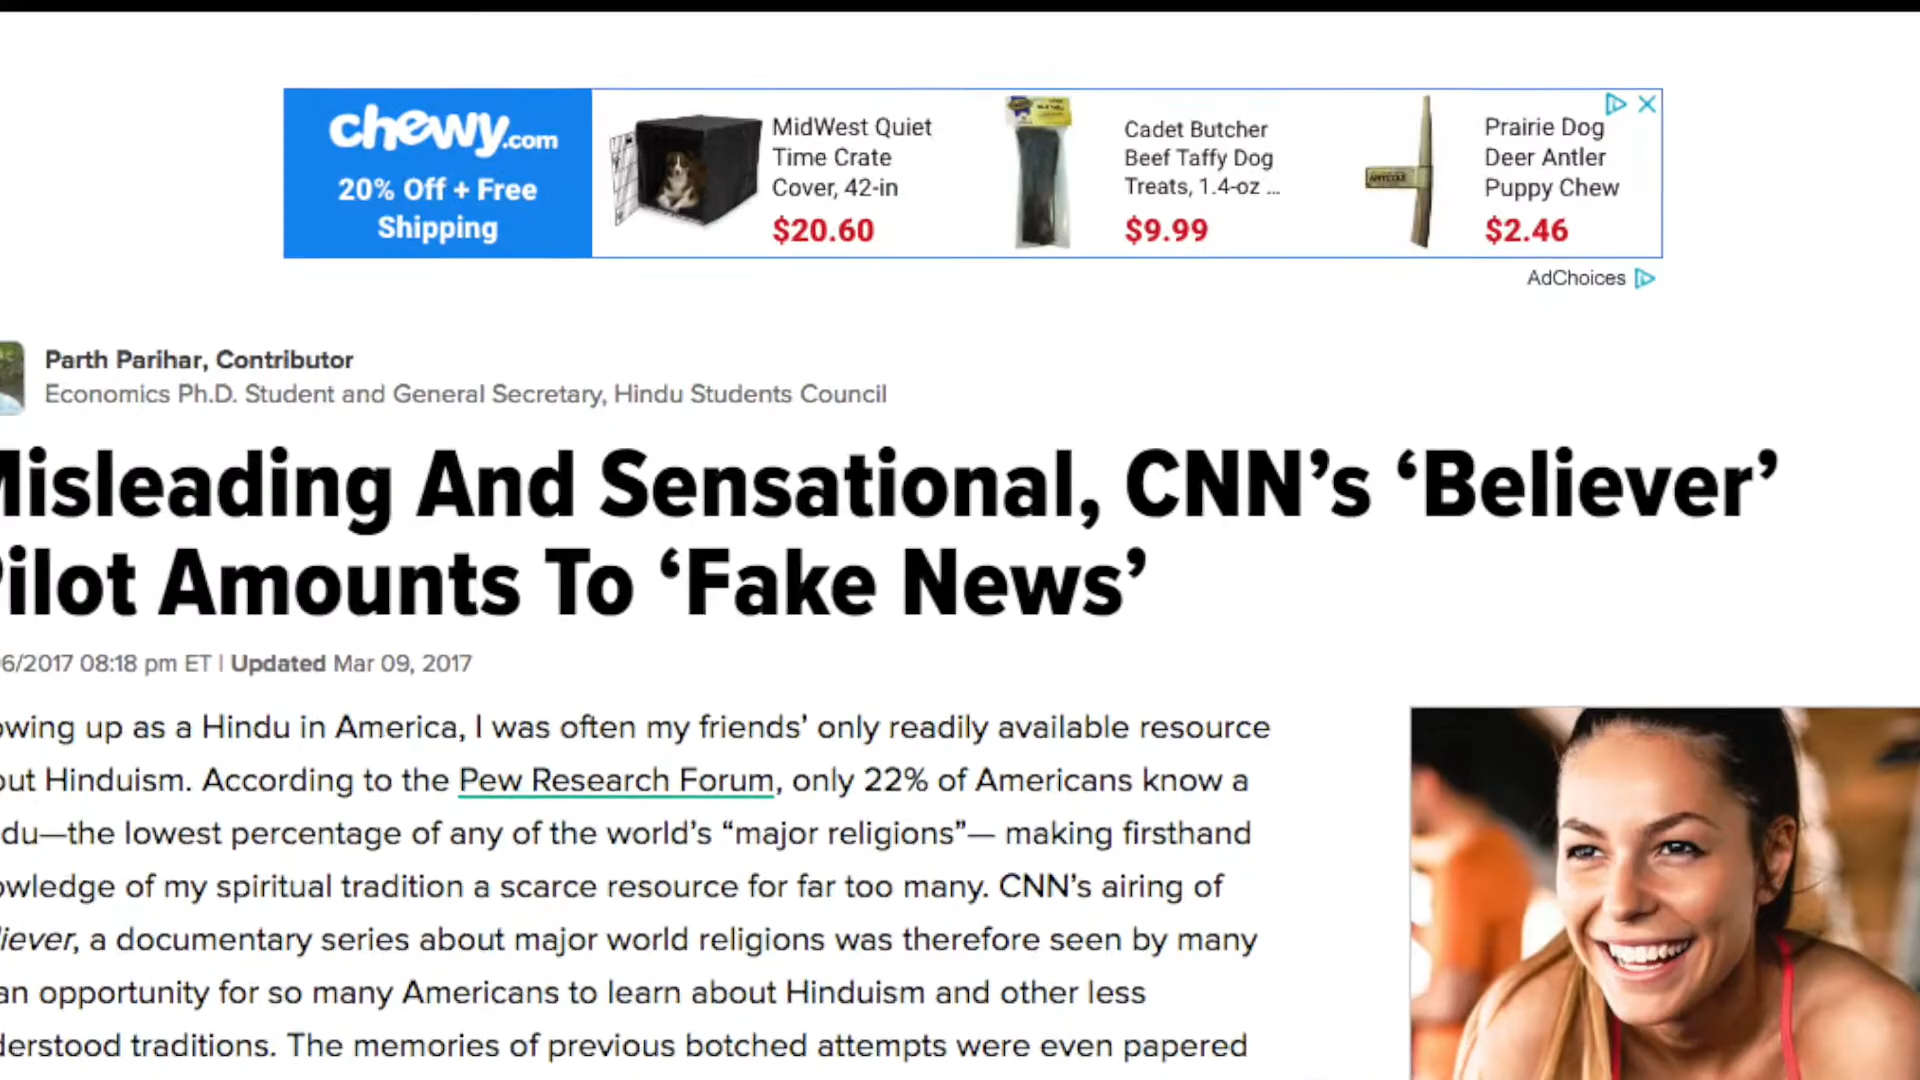 chewy.com
20% Off + Free
Shipping
MidWest Quiet
Time Crate
Cover, 42-in
$20.60
Cadet Butcher
Beef Taffy Dog
Treats, 1.4-oz ...
$9.99
Prairie Dog
Deer Antler
Puppy Chew
$2.46
AdChoices
Parth Parihar, Contributor
Economics Ph.D. Student and General Secretary, Hindu Students Council
isleading And Sensational, CNN’s ‘Believer’
ilot Amounts To ‘Fake News’
6/2017 08:18 pm ET | Updated Mar 09, 2017
owing up as a Hindu in America, I was often my friends’ only readily available resource
out Hinduism. According to the Pew Research Forum, only 22% of Americans know a
du—the lowest percentage of any of the world’s “major religions”— making firsthand
owledge of my spiritual tradition a scarce resource for far too many. CNN’s airing of
liever, a documentary series about major world religions was therefore seen by many
an opportunity for so many Americans to learn about Hinduism and other less
derstood traditions. The memories of previous botched attempts were even papered